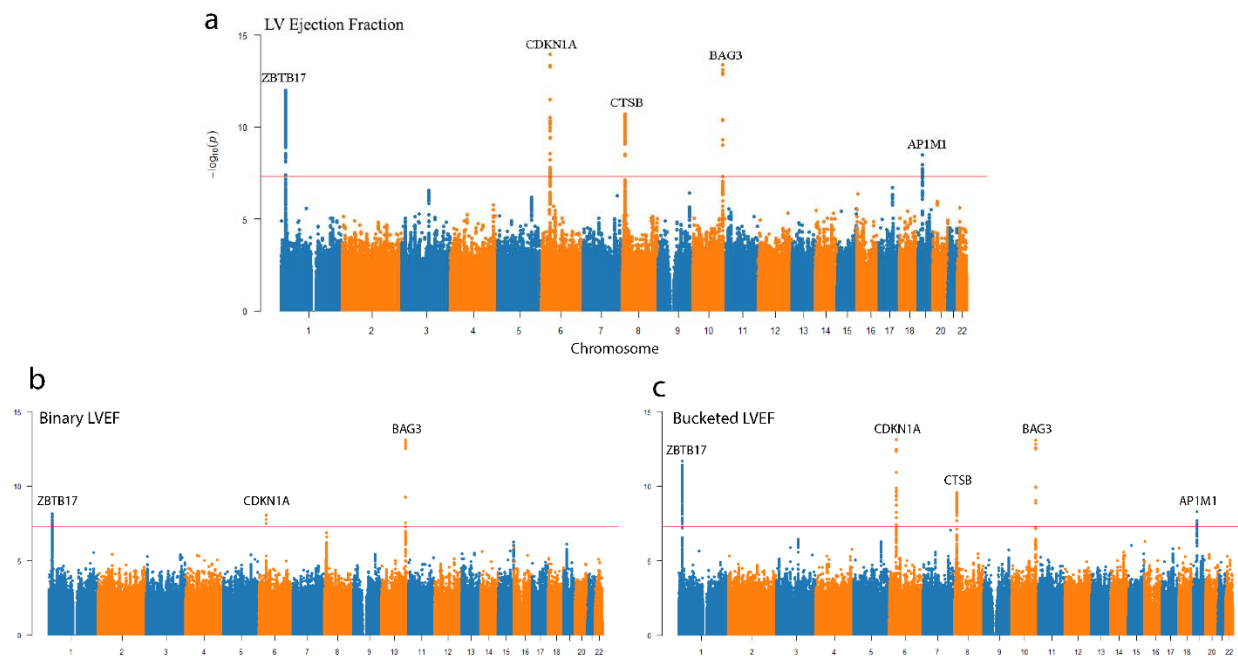 a
LV Ejection Fraction
15
10
5
0
−log10(p)
ZBTB17
CDKN1A
CTSB
BAG3
AP1M1
1 2 3 4 5 6 7 8 9 10 11 12 13 14 15 16 17 18 20 22
Chromosome
b
Binary LVEF
15
10
5
0
ZBTB17
CDKN1A
BAG3
1 2 3 4 5 6 7 8 9 10 11 12 13 14 15 16 17 18 20 22
c
Bucketed LVEF
15
10
5
0
ZBTB17
CDKN1A
CTSB
BAG3
AP1M1
1 2 3 4 5 6 7 8 9 10 11 12 13 14 15 16 17 18 20 22